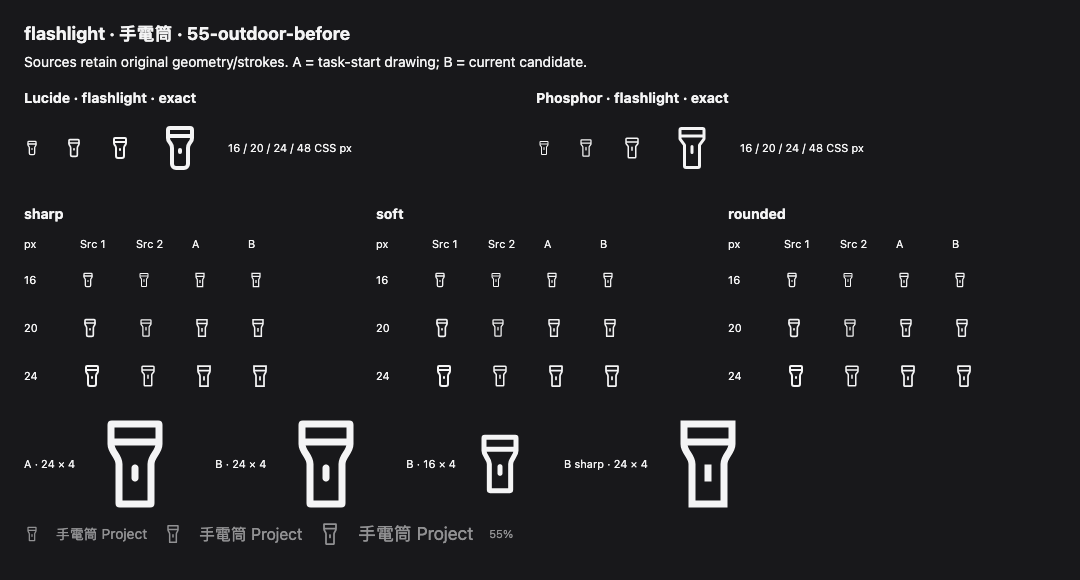 flashlight · 手電筒 · 55-outdoor-before
Sources retain original geometry/strokes. A = task-start drawing; B = current candidate.
Lucide · flashlight · exact
16 / 20 / 24 / 48 CSS px
Phosphor · flashlight · exact
16 / 20 / 24 / 48 CSS px
sharp
px Src 1 Src 2 A B
16
20
24
soft
px Src 1 Src 2 A B
16
20
24
rounded
px Src 1 Src 2 A B
16
20
24
A · 24 × 4
B · 24 × 4
B · 16 × 4
B sharp · 24 × 4
手電筒 Project 手電筒 Project 手電筒 Project 55%